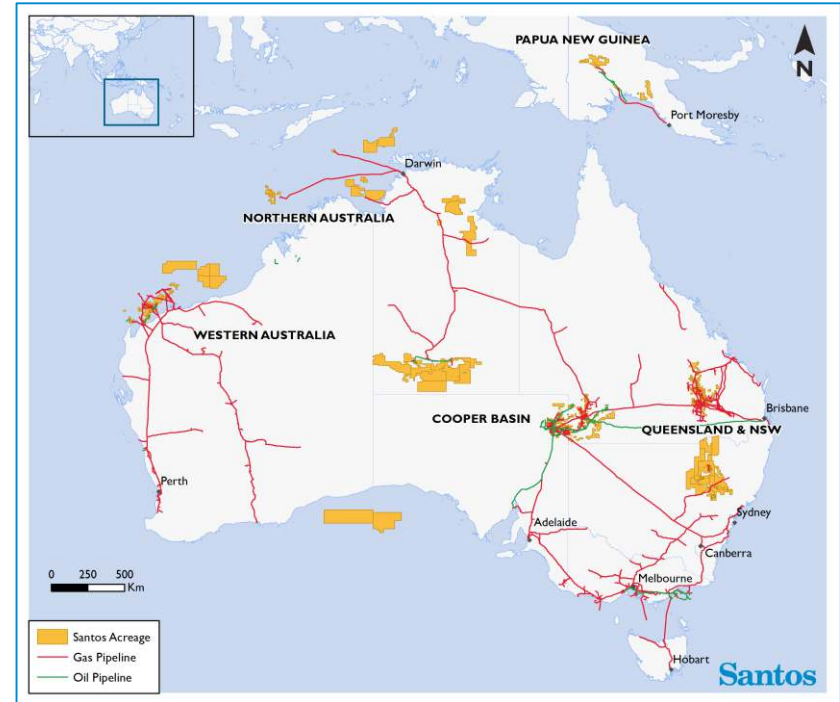 PAPUA NEW GUINEA
N
Port Moresby
Darwin
NORTHERN AUSTRALIA
WESTERN AUSTRALIA
COOPER BASIN
Brisbane
QUEENSLAND & NSW
Perth
Adelaide
Sydney
Canberra
Melbourne
0 250 500
Km
Hobart
Santos Acreage
Gas Pipeline
Oil Pipeline
Santos